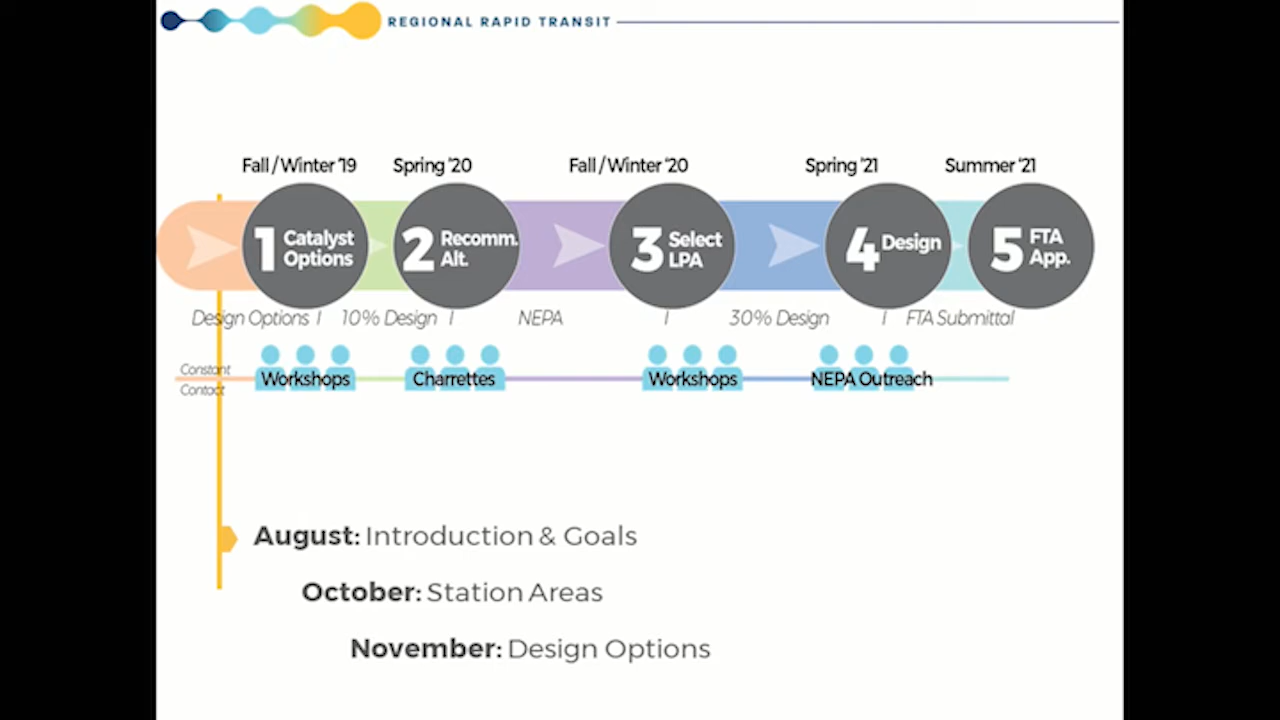 REGIONAL RAPID TRANSIT
Fall / Winter '19
Spring '20
Fall / Winter '20
Spring '21
Summer '21
1 Catalyst
Options
2 Recomm.
Alt.
3 Select
LPA
4 Design
5 FTA
App.
Design Options | 10% Design | NEPA | 30% Design | FTA Submittal
Constant
Contact
Workshops
Charrettes
Workshops
NEPA Outreach
August: Introduction & Goals
October: Station Areas
November: Design Options